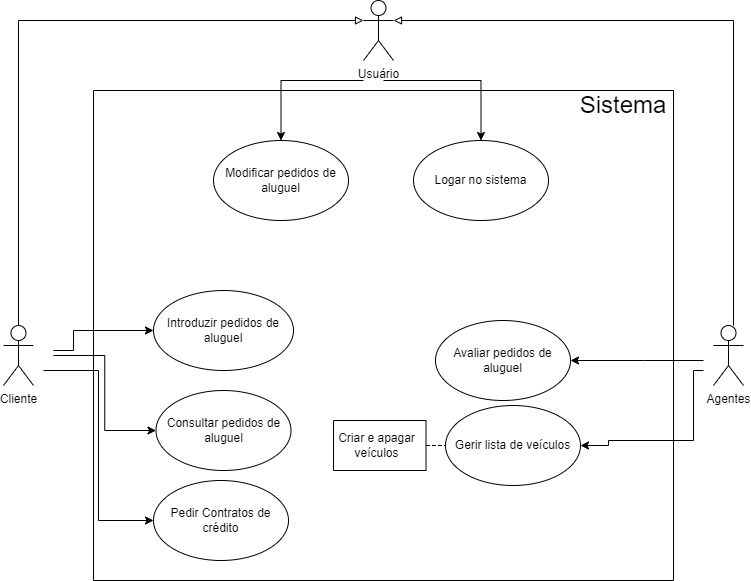 Usuário
Sistema
Modificar pedidos de
aluguel
Logar no sistema
Introduzir pedidos de
aluguel
Avaliar pedidos de
aluguel
Cliente
Agentes
Consultar pedidos de
aluguel
Criar e apagar
veículos
Gerir lista de veículos
Pedir Contratos de
crédito